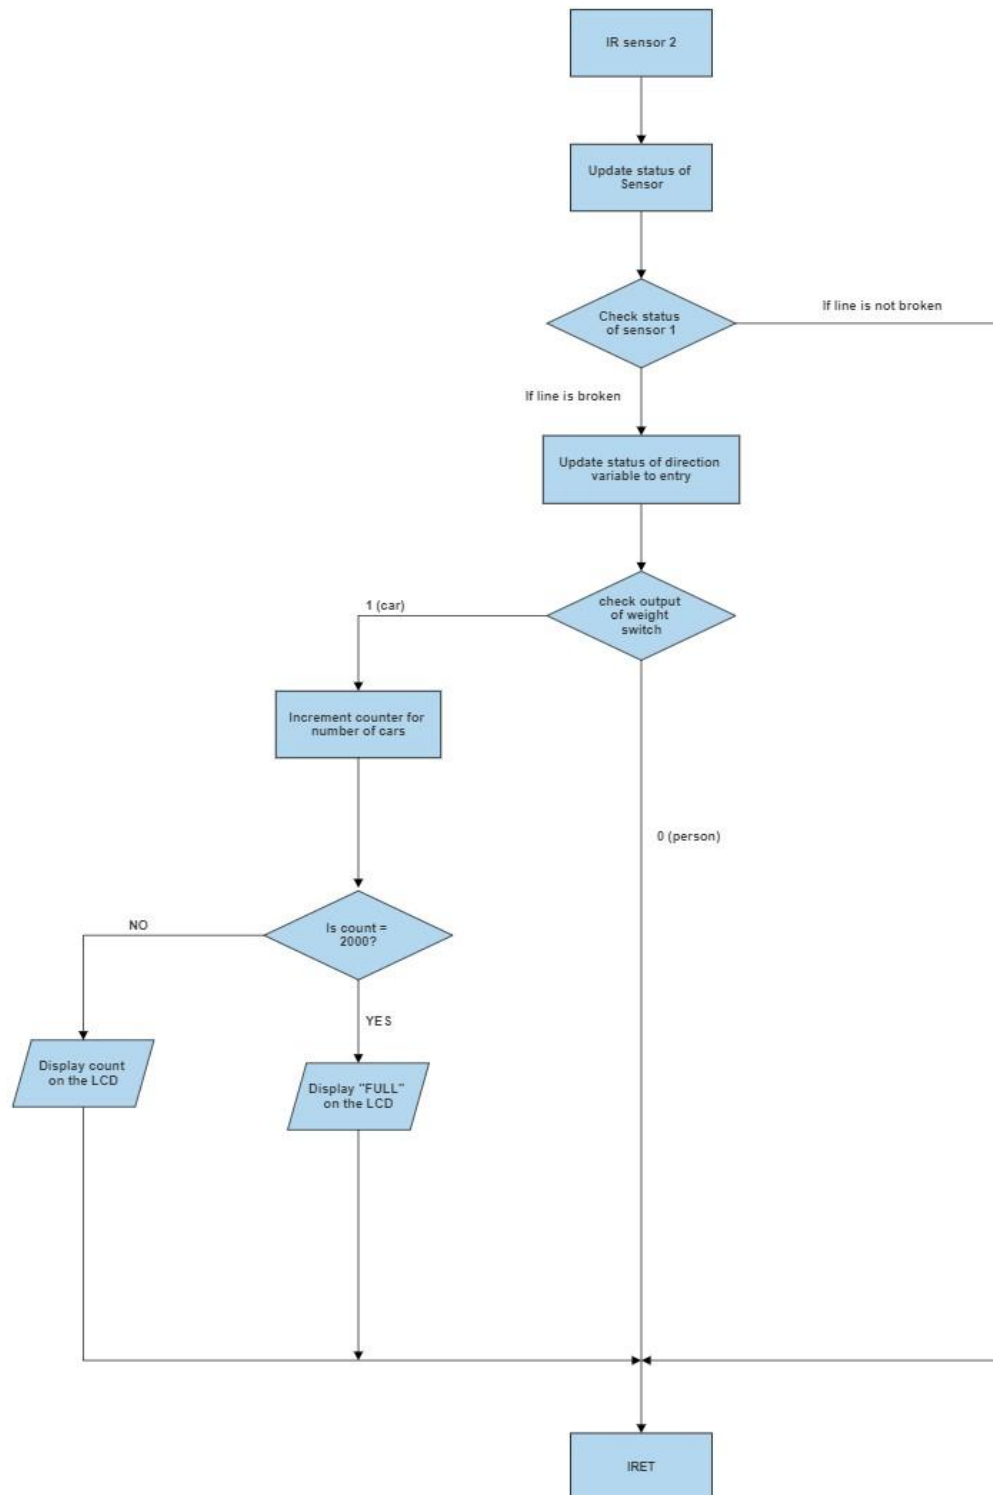 IR sensor 2
Update status of
Sensor
Check status
of sensor 1
If line is not broken
If line is broken
Update status of direction
variable to entry
check output
of weight
switch
1 (car)
Increment counter for
number of cars
0 (person)
Is count =
2000?
NO
YES
Display count
on the LCD
Display "FULL"
on the LCD
IRET